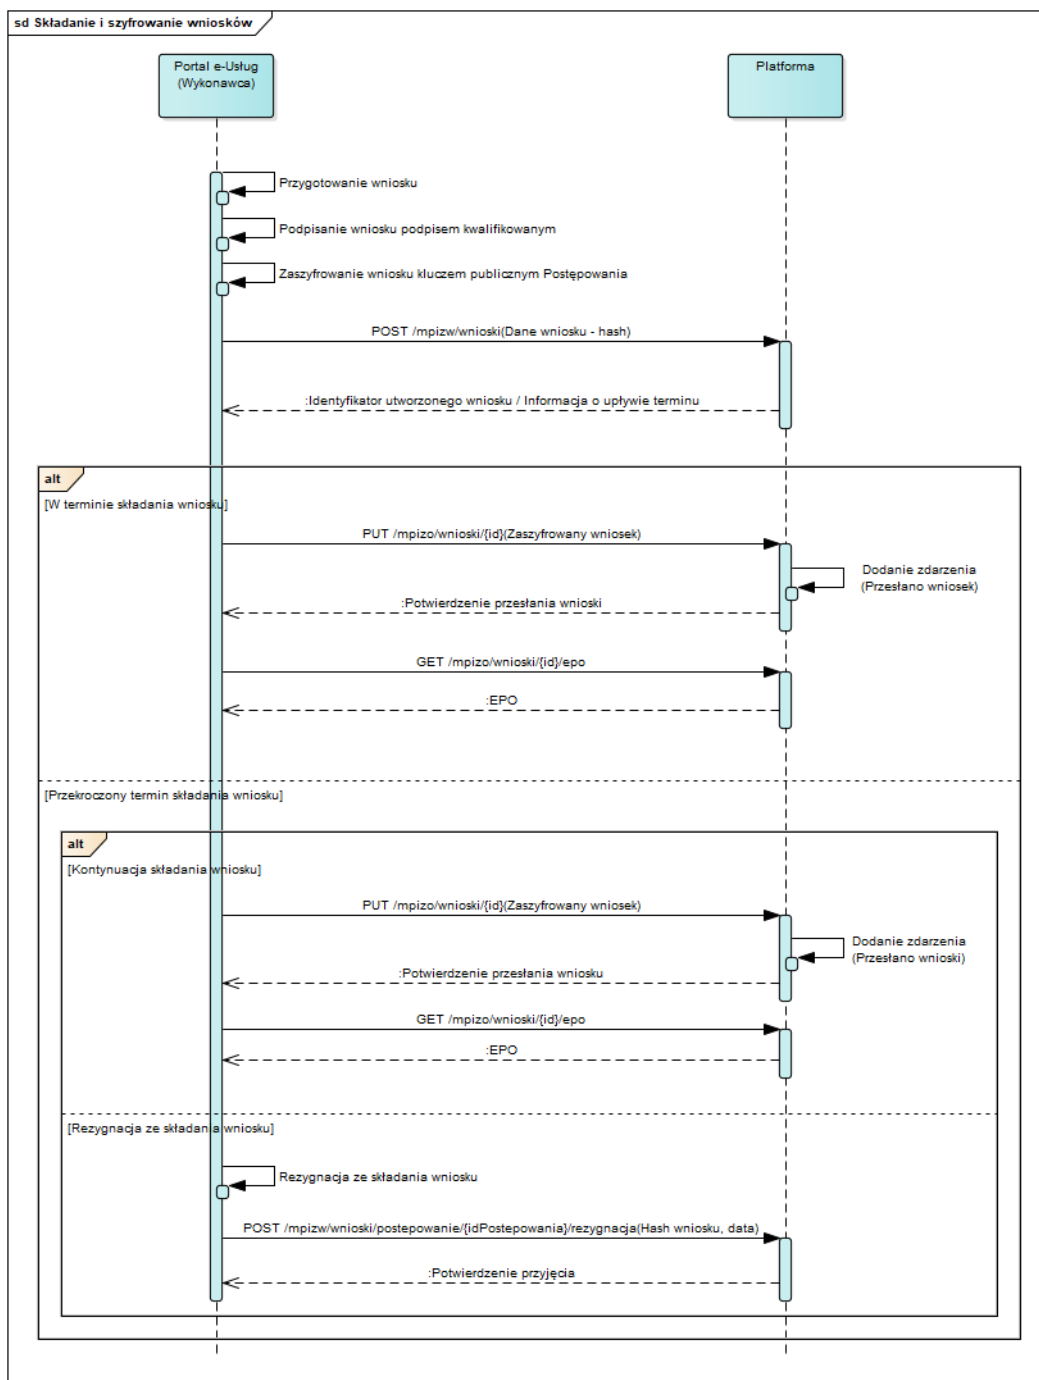 sd Składanie i szyfrowanie wniosków
Portal e-Usług
(Wykonawca)
Platforma
Przygotowanie wniosku
Podpisanie wniosku podpisem kwalifikowanym
Zaszyfrowanie wniosku kluczem publicznym Postępowania
POST /mpizw/wnioski(Dane wniosku - hash)
:Identyfikator utworzonego wniosku / Informacja o upływie terminu
alt
[W terminie składania wniosku]
PUT /mpizo/wnioski/{id}(Zaszyfrowany wniosek)
Dodanie zdarzenia
(Przesłano wniosek)
:Potwierdzenie przesłania wnioski
GET /mpizo/wnioski/{id}/epo
:EPO
[Przekroczony termin składania wniosku]
alt
[Kontynuacja składania wniosku]
PUT /mpizo/wnioski/{id}(Zaszyfrowany wniosek)
Dodanie zdarzenia
(Przesłano wnioski)
:Potwierdzenie przesłania wniosku
GET /mpizo/wnioski/{id}/epo
:EPO
[Rezygnacja ze składania wniosku]
Rezygnacja ze składania wniosku
POST /mpizw/wnioski/postepowanie/{idPostepowania}/rezygnacja(Hash wniosku, data)
:Potwierdzenie przyjęcia